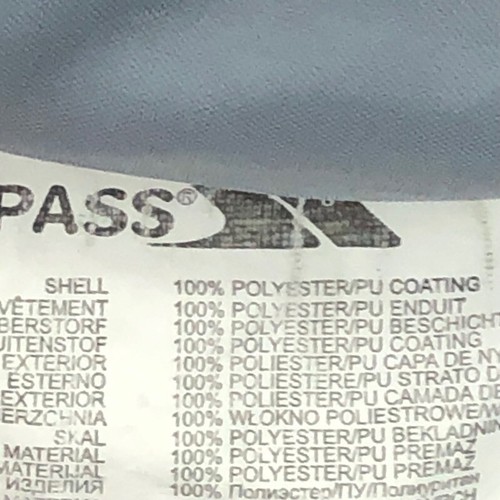 PASS®
SHELL 100% POLYESTER/PU COATING
VÊTEMENT 100% POLYESTER/PU ENDUIT
BERSTORF 100% POLYESTER/PU BESCHICHT
UITENSTOF 100% POLYESTER/PU COATING
EXTERIOR 100% POLIESTER/PU CAPA DE NY
ESTERNO 100% POLIESTERE/PU STRATO D
EXTERIOR 100% POLYESTER/PU CAMADA DE
ERZCHNIA 100% WŁOKNO POLIESTROWE/
SKAL 100% POLYESTER/PU BEKLADNIN
MATERIAL 100% POLYESTER/PU PREMAZ
MATERIJAL 100% POLYESTER/PU PREMAZ
ИЗДЕЛИЯ 100% Полиэстер/ПУ/Полиуретан